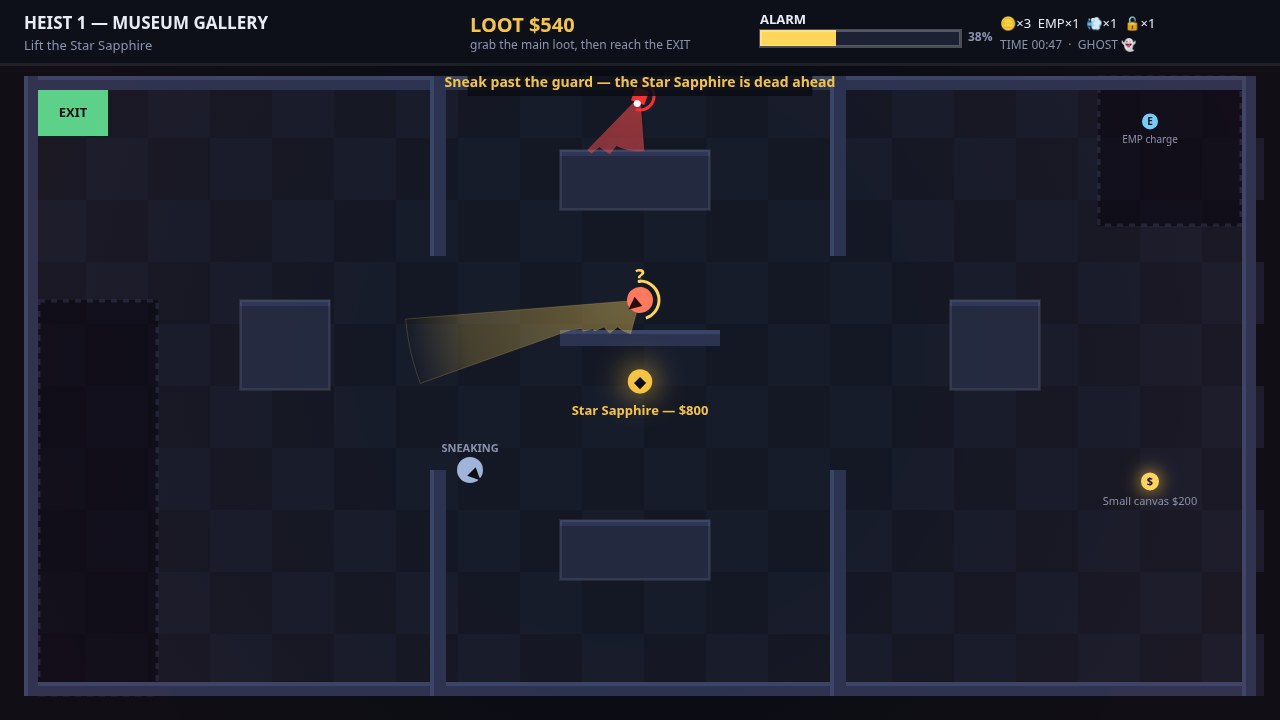 HEIST 1 — MUSEUM GALLERY
Lift the Star Sapphire
LOOT $540
grab the main loot, then reach the EXIT
ALARM
38%
×3 EMP×1 ×1 ×1
TIME 00:47 · GHOST
Sneak past the guard — the Star Sapphire is dead ahead
EXIT
E
EMP charge
?
Star Sapphire — $800
SNEAKING
$
Small canvas $200